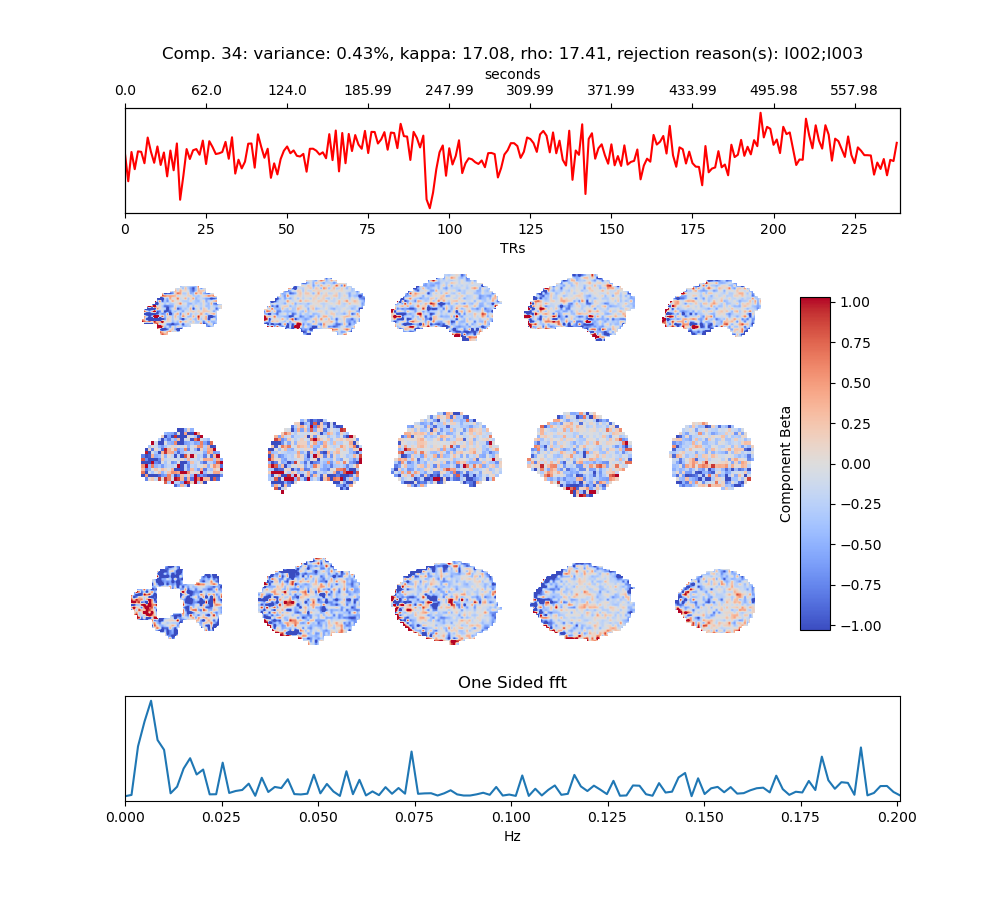 Comp. 34: variance: 0.43%, kappa: 17.08, rho: 17.41, rejection reason(s): I002;I003
seconds
0.0 62.0 124.0 185.99 247.99 309.99 371.99 433.99 495.98 557.98
0 25 50 75 100 125 150 175 200 225
TRs
1.00
0.75
0.50
0.25
0.00
−0.25
−0.50
−0.75
−1.00
Component Beta
One Sided fft
0.000 0.025 0.050 0.075 0.100 0.125 0.150 0.175 0.200
Hz